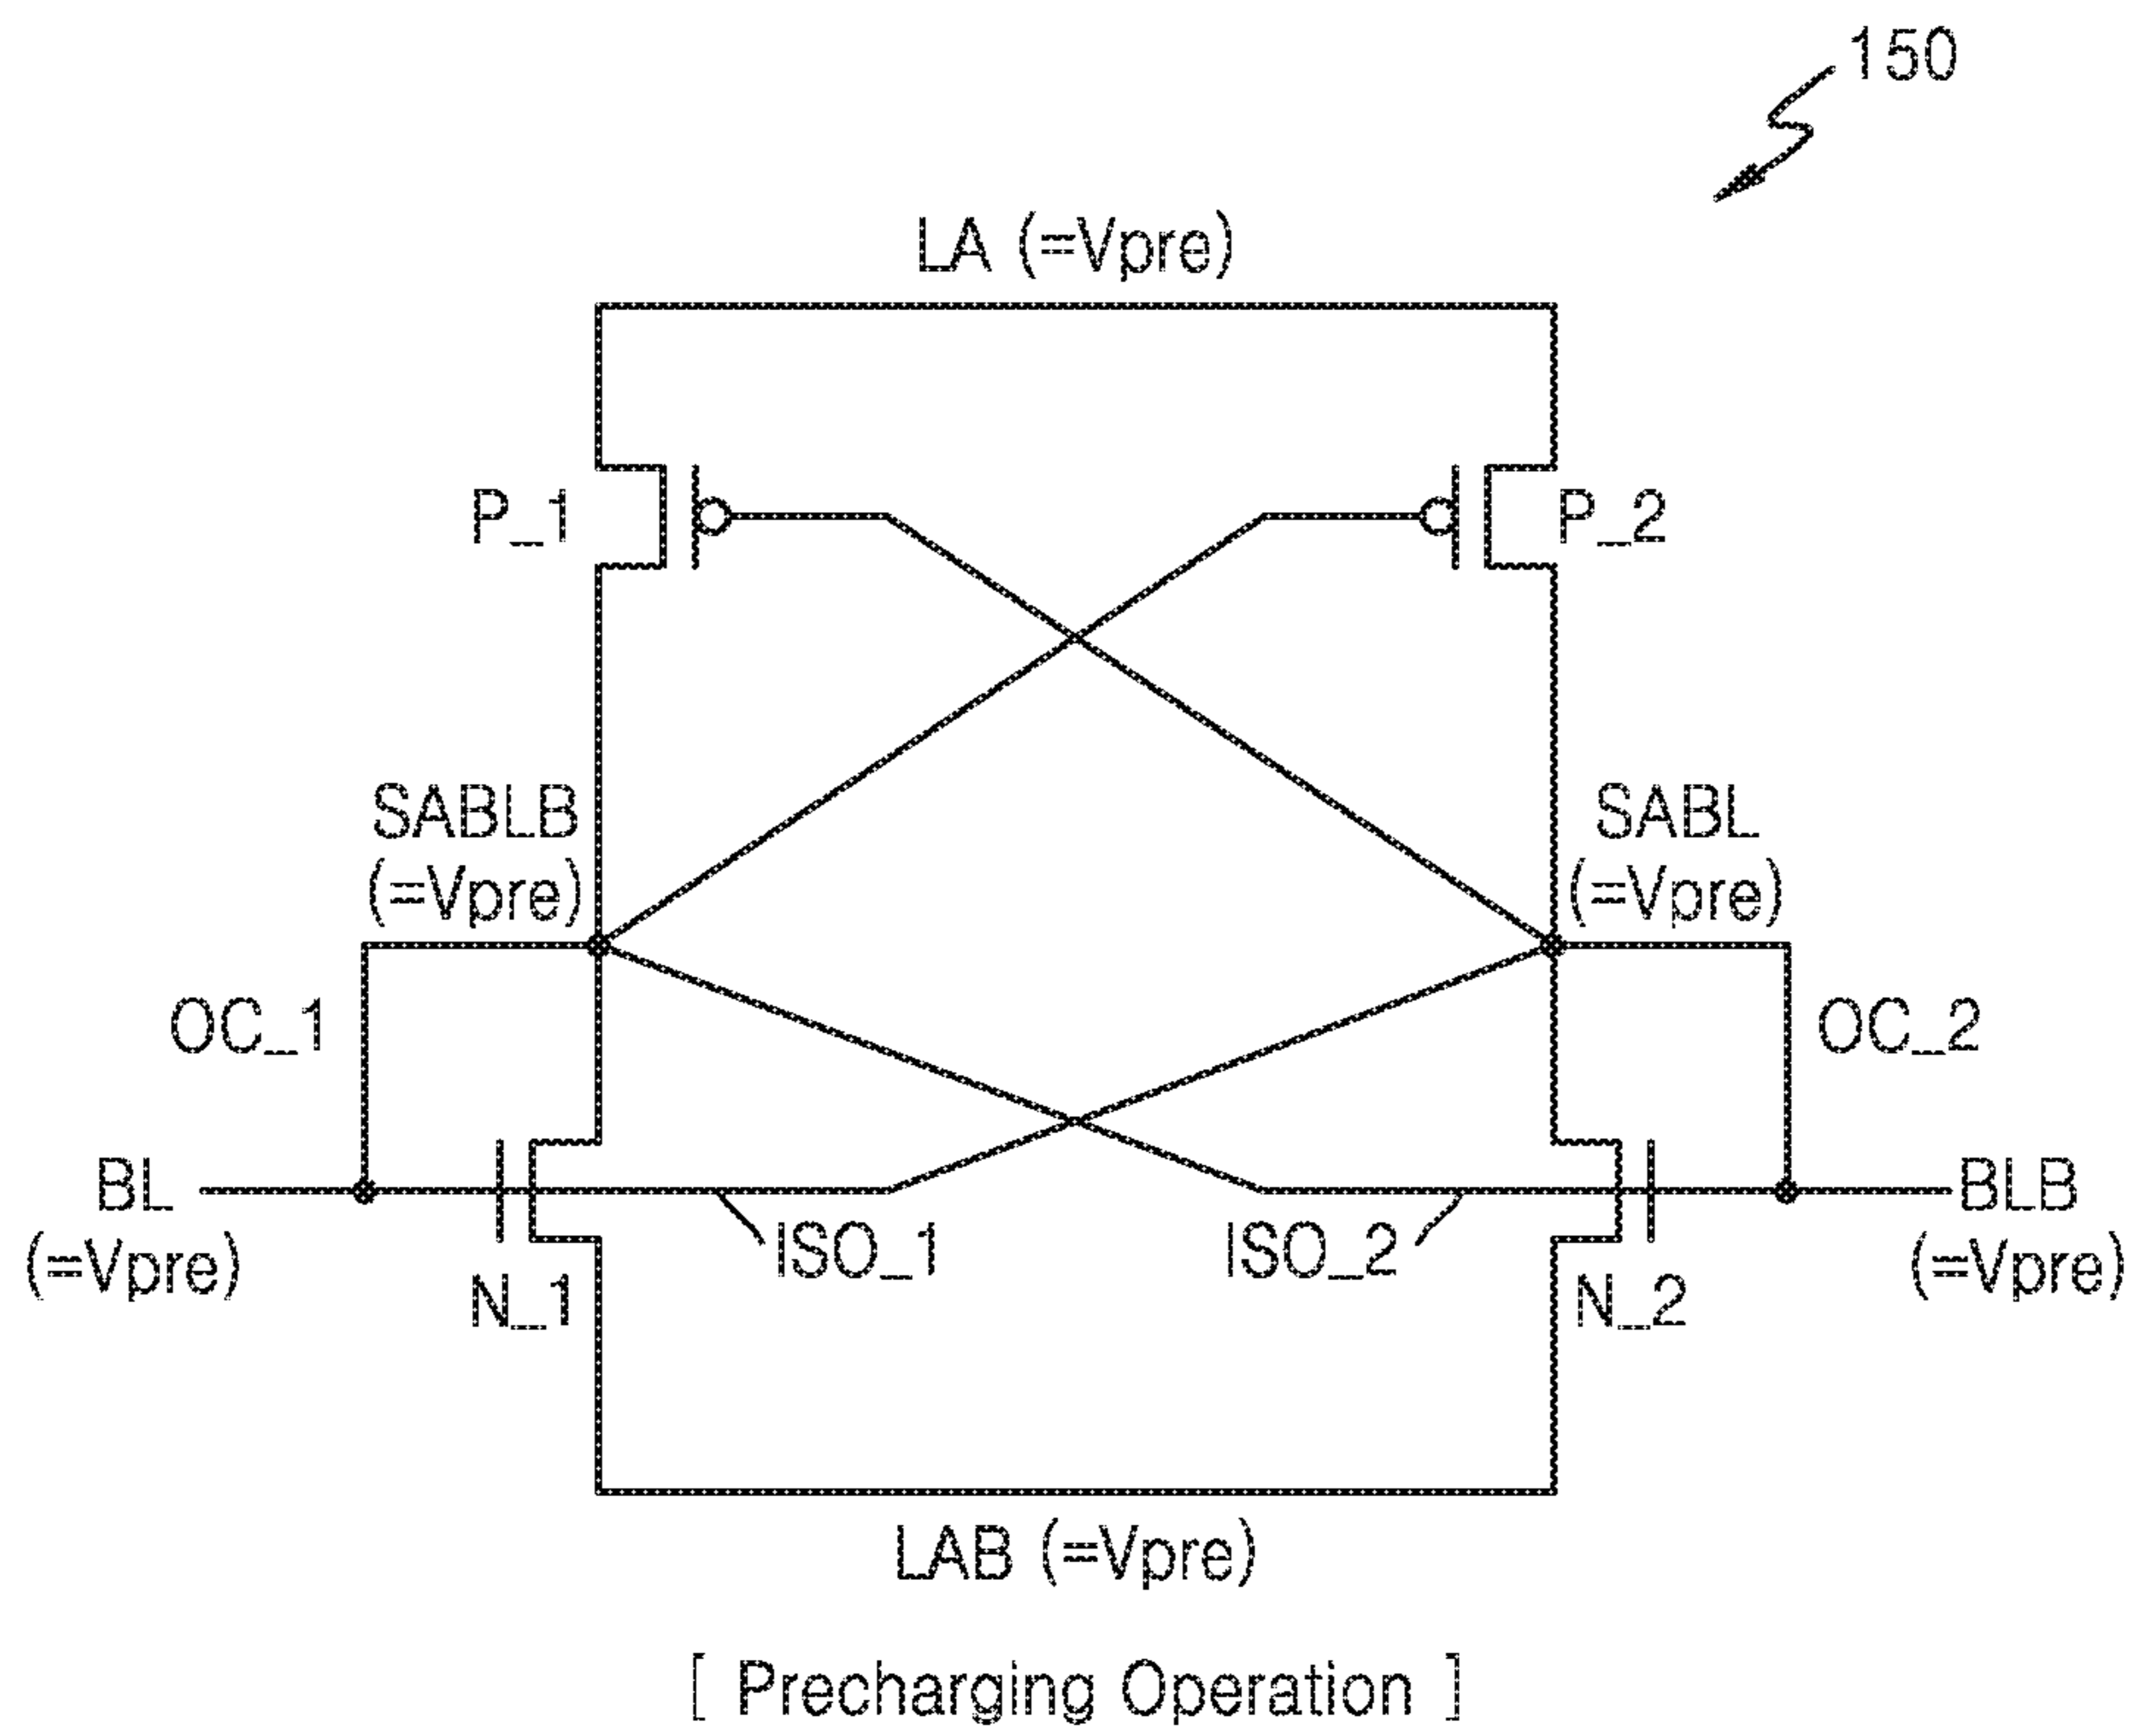 150
LA (=Vpre)
P_1
P_2
SABLB
(=Vpre)
SABL
(=Vpre)
OC_1
OC_2
BL
(=Vpre)
BLB
(=Vpre)
ISO_1
ISO_2
N_1
N_2
LAB (=Vpre)
[ Precharging Operation ]